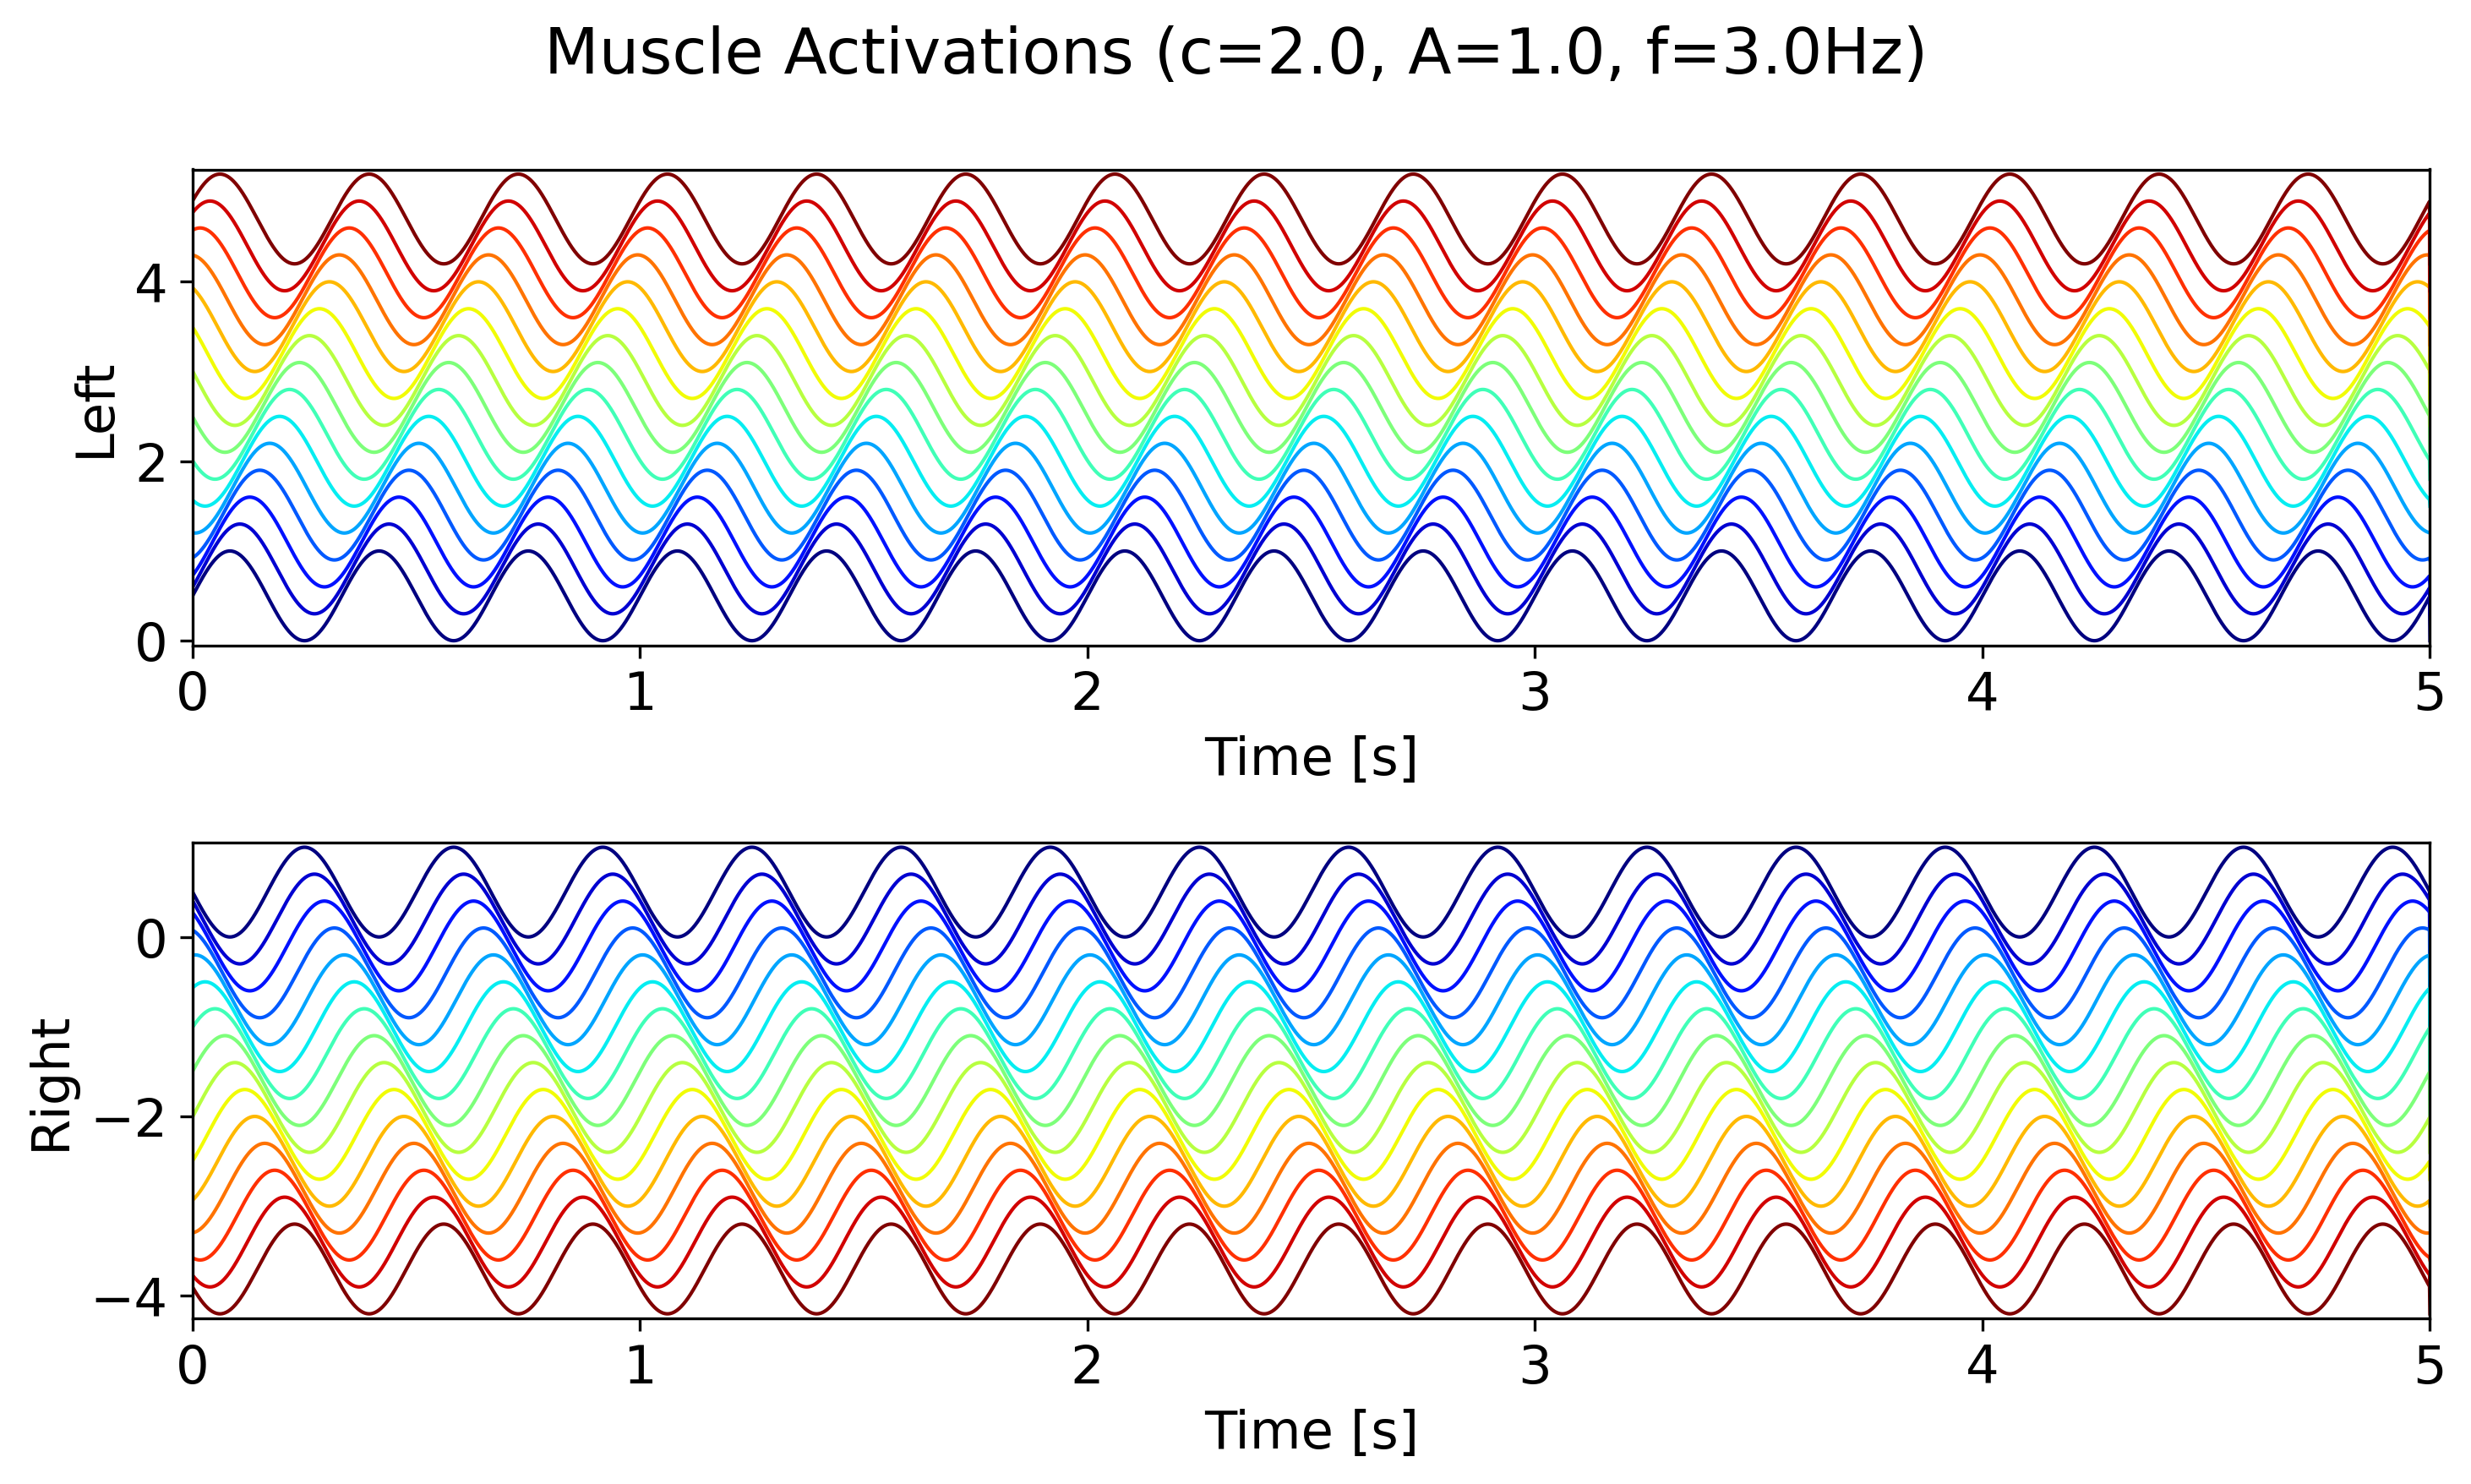 Muscle Activations (c=2.0, A=1.0, f=3.0Hz)
Left
4
2
0
0 1 2 3 4 5
Time [s]
Right
0
−2
−4
0 1 2 3 4 5
Time [s]